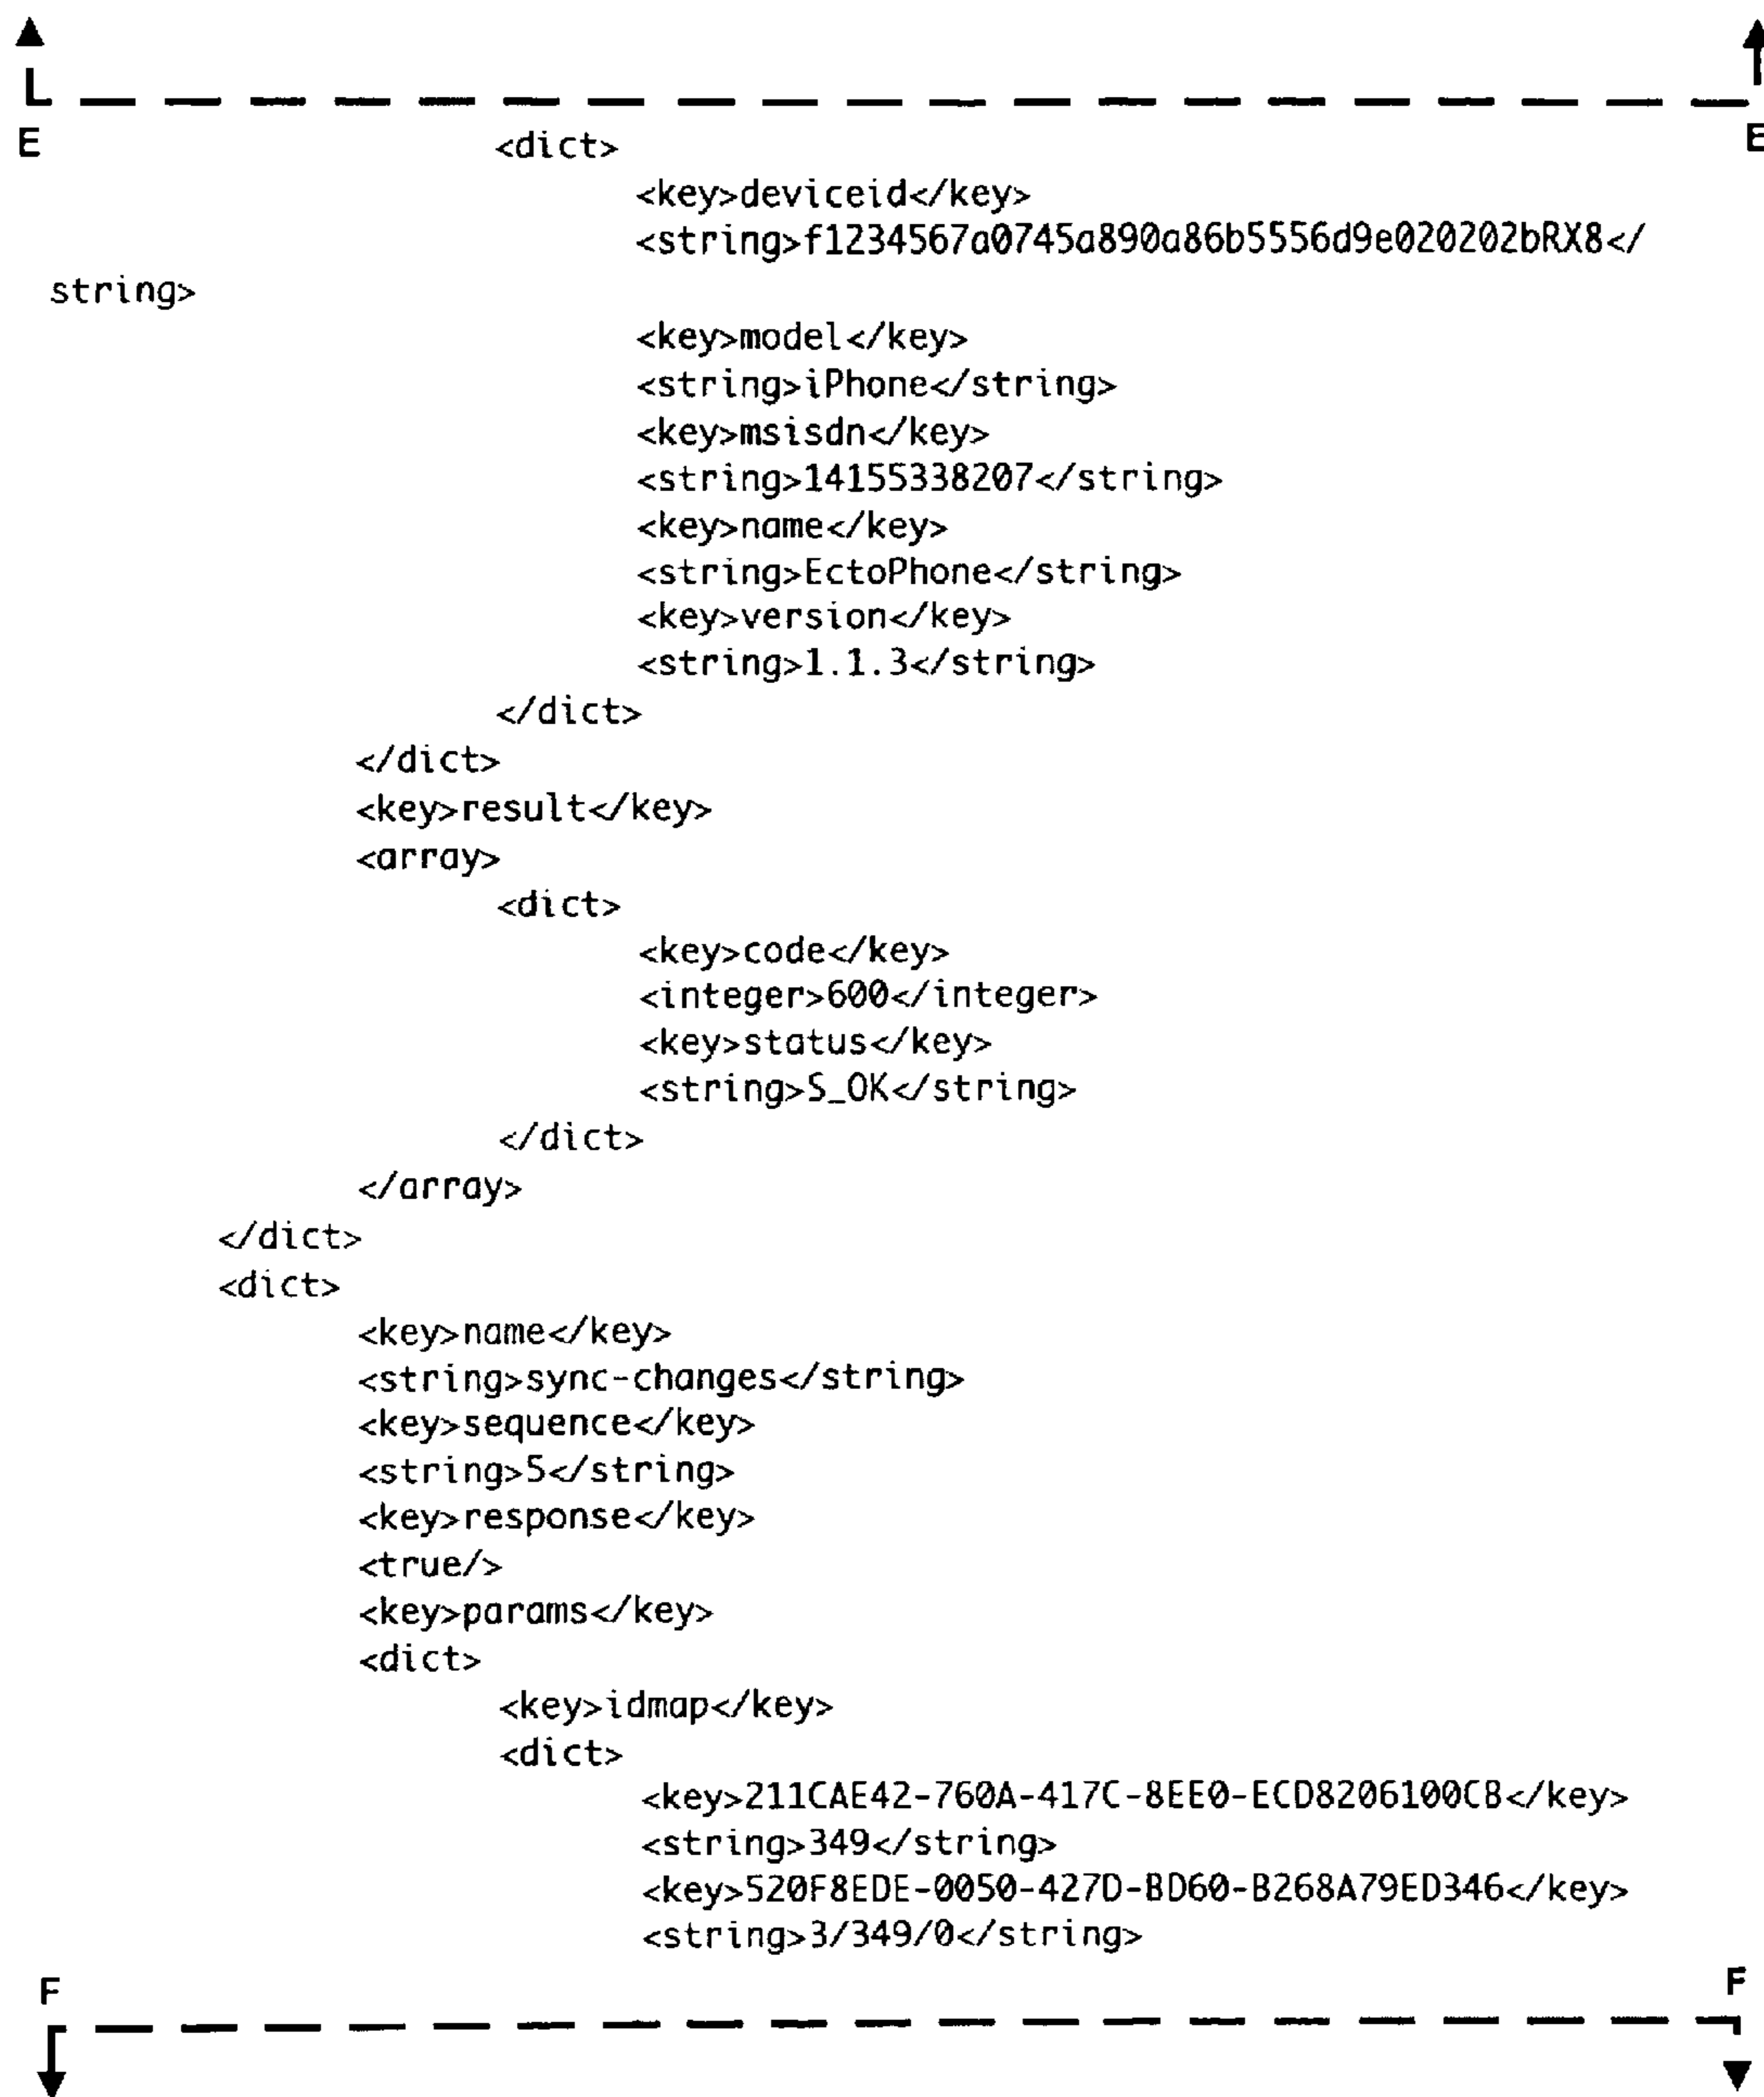 E E
<dict>
<key>deviceid</key>
<string>f1234567a0745a890a86b5556d9e020202bRX8</
string>
<key>model</key>
<string>iPhone</string>
<key>msisdn</key>
<string>14155338207</string>
<key>name</key>
<string>EctoPhone</string>
<key>version</key>
<string>1.1.3</string>
</dict>
</dict>
<key>result</key>
<array>
<dict>
<key>code</key>
<integer>600</integer>
<key>status</key>
<string>S_OK</string>
</dict>
</array>
</dict>
<dict>
<key>name</key>
<string>sync-changes</string>
<key>sequence</key>
<string>5</string>
<key>response</key>
<true/>
<key>params</key>
<dict>
<key>idmap</key>
<dict>
<key>211CAE42-760A-417C-8EE0-ECD8206100CB</key>
<string>349</string>
<key>520F8EDE-0050-427D-BD60-B268A79ED346</key>
<string>3/349/0</string>
F F